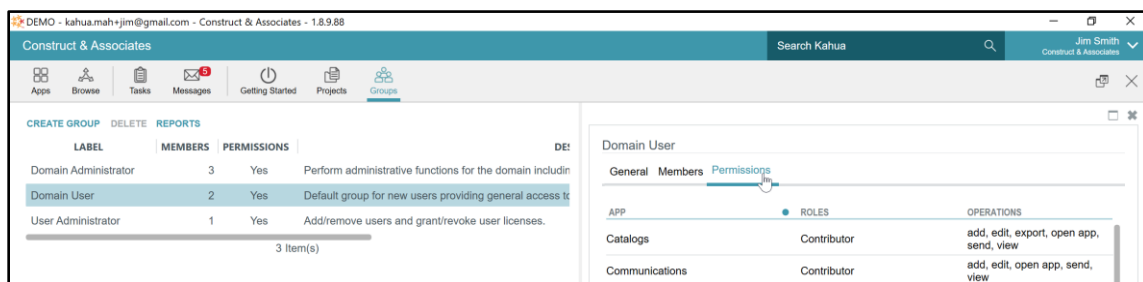 DEMO - kahua.mah+jim@gmail.com - Construct & Associates - 1.8.9.88
Construct & Associates
Search Kahua
Jim Smith
Construct & Associates
5
Apps Browse Tasks Messages Getting Started Projects Groups
CREATE GROUP DELETE REPORTS
LABEL MEMBERS PERMISSIONS DES
Domain Administrator 3 Yes Perform administrative functions for the domain includin
Domain User 2 Yes Default group for new users providing general access to
User Administrator 1 Yes Add/remove users and grant/revoke user licenses.
3 Item(s)
Domain User
General Members Permissions
APP ROLES OPERATIONS
Catalogs Contributor add, edit, export, open app,
send, view
Communications Contributor add, edit, open app, send,
view